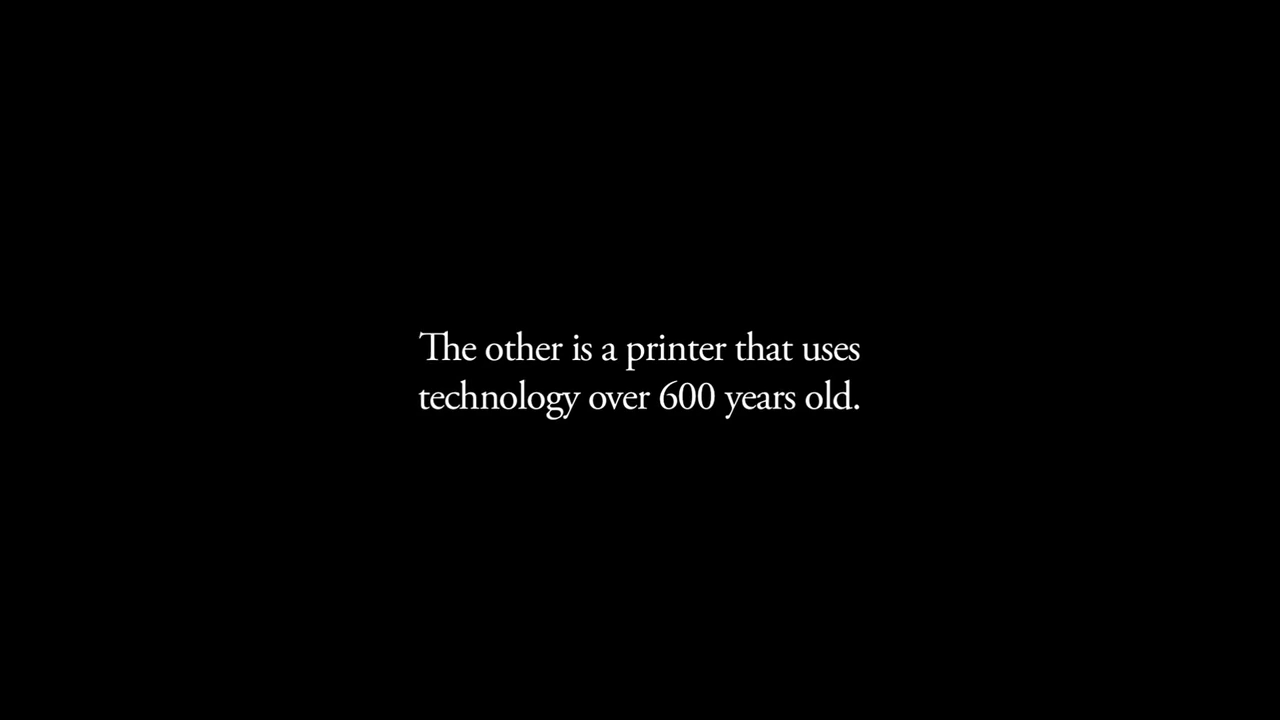 The other is a printer that uses
technology over 600 years old.